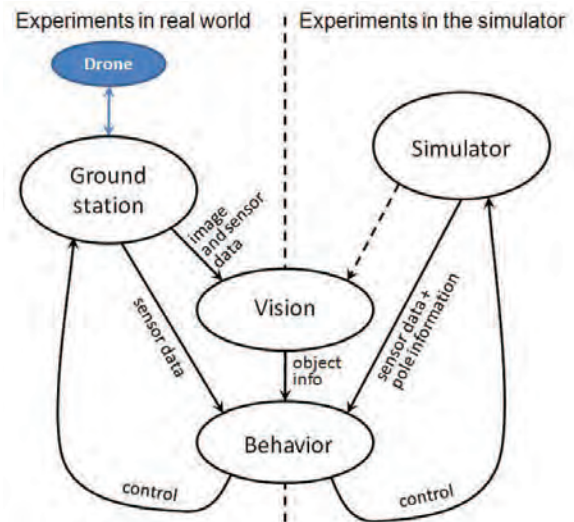 Experiments in real world
Experiments in the simulator
Drone
Ground
station
Simulator
image
and sensor
data
Vision
sensor data
object
info
sensor data +
pole information
Behavior
control
control